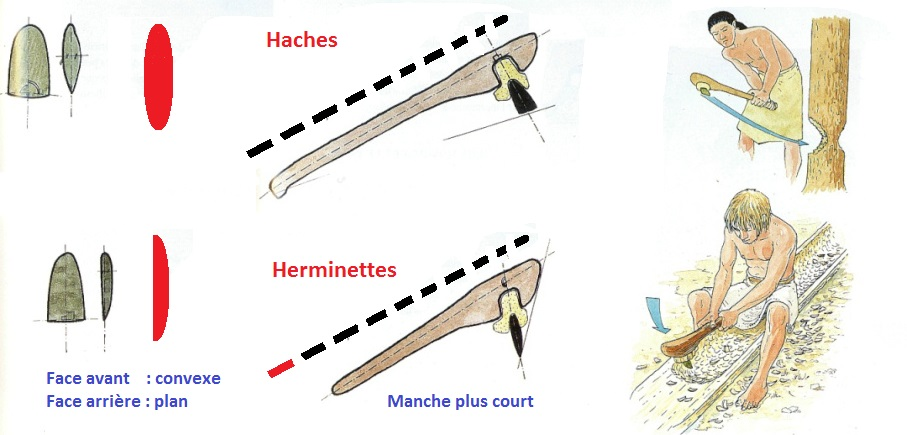 Haches
Herminettes
Face avant : convexe
Face arrière : plan
Manche plus court